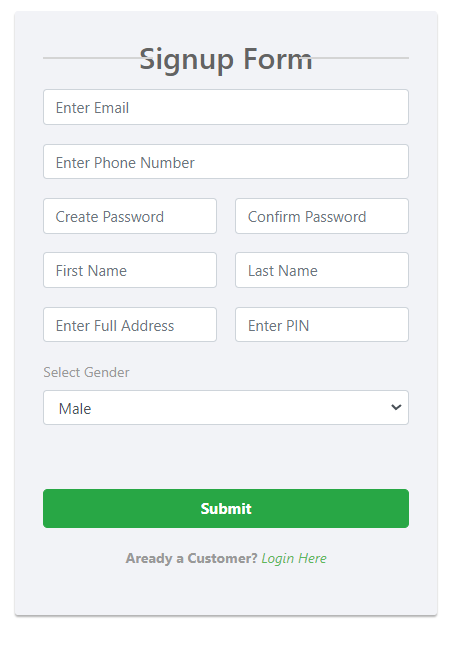 Signup Form
Enter Email
Enter Phone Number
Create Password Confirm Password
First Name Last Name
Enter Full Address Enter PIN
Select Gender
Male
Submit
Aready a Customer? Login Here